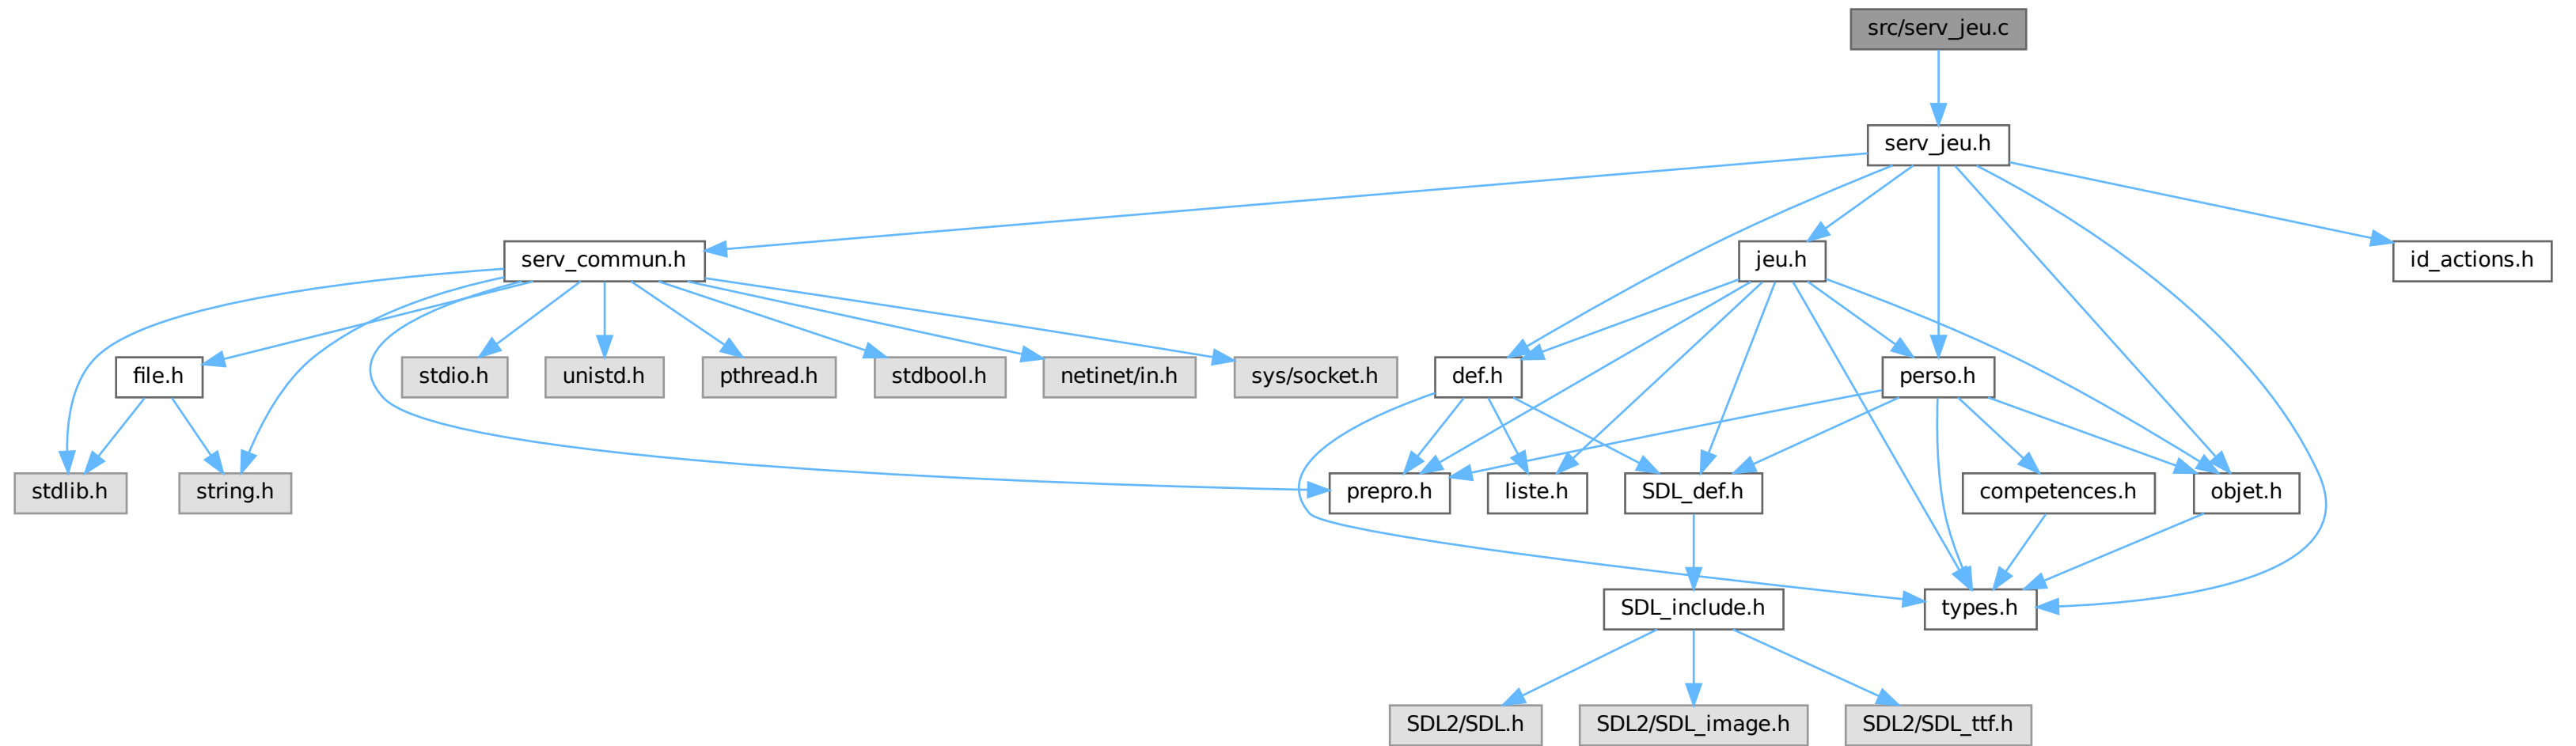 src/serv_jeu.c
serv_jeu.h
serv_commun.h
jeu.h
id_actions.h
file.h
stdio.h
unistd.h
pthread.h
stdbool.h
netinet/in.h
sys/socket.h
def.h
perso.h
stdlib.h
string.h
prepro.h
liste.h
SDL_def.h
competences.h
objet.h
SDL_include.h
types.h
SDL2/SDL.h
SDL2/SDL_image.h
SDL2/SDL_ttf.h